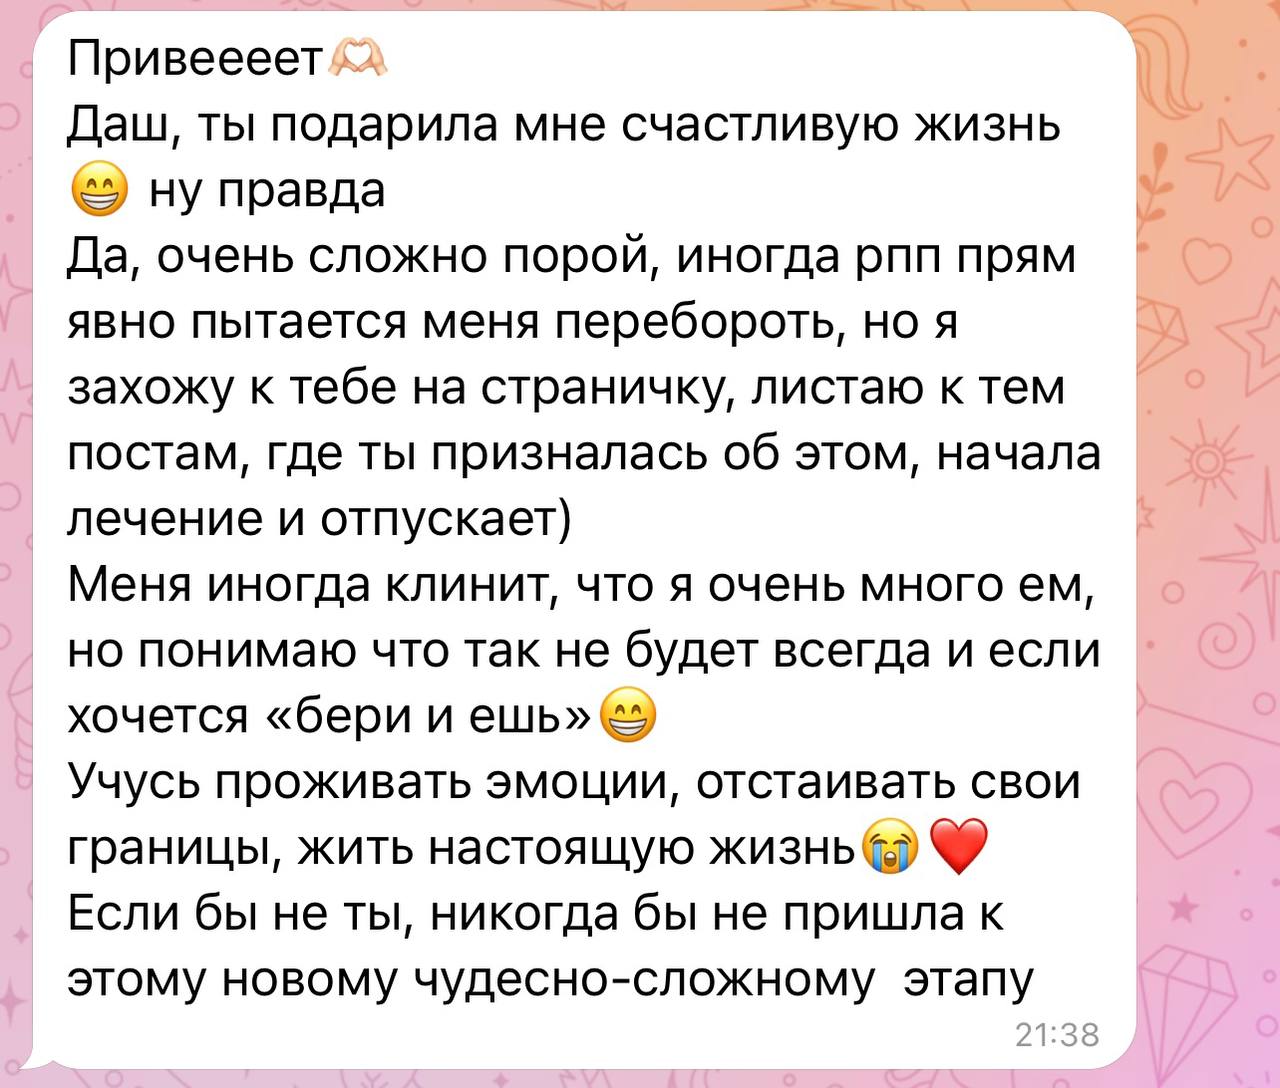 Привеееет🫶🏻
Даш, ты подарила мне счастливую жизнь
😁 ну правда
Да, очень сложно порой, иногда рпп прям
явно пытается меня перебороть, но я
захожу к тебе на страничку, листаю к тем
постам, где ты призналась об этом, начала
лечение и отпускает)
Меня иногда клинит, что я очень много ем,
но понимаю что так не будет всегда и если
хочется «бери и ешь»😁
Учусь проживать эмоции, отстаивать свои
границы, жить настоящую жизнь😭❤️
Если бы не ты, никогда бы не пришла к
этому новому чудесно-сложному  этапу
21:38